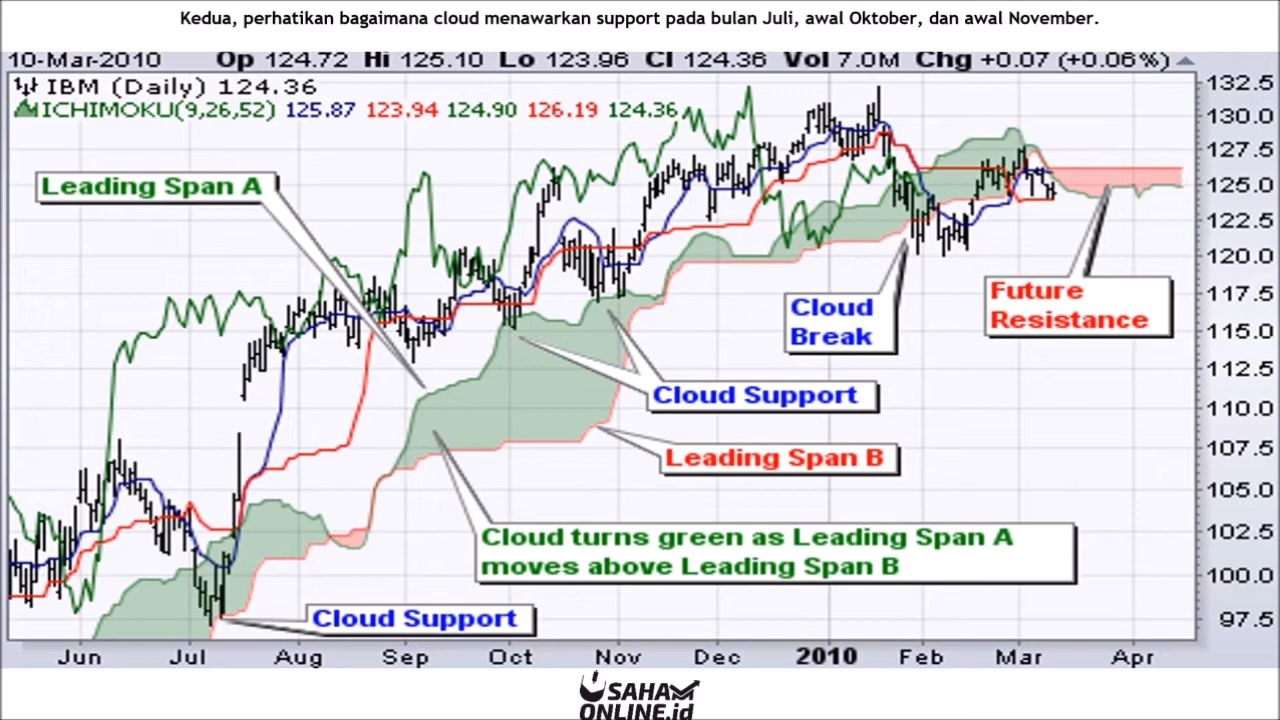 Kedua, perhatikan bagaimana cloud menawarkan support pada bulan Juli, awal Oktober, dan awal November.
10-Mar-2010 Op 124.72 Hi 125.10 Lo 123.96 Cl 124.36 Vol 7.0M Chg +0.07 (+0.06%)
IBM (Daily) 124.36
ICHIMOKU(9,26,52) 125.87 123.94 124.90 126.19 124.36
132.5
130.0
127.5
125.0
122.5
120.0
117.5
115.0
112.5
110.0
107.5
105.0
102.5
100.0
97.5
Leading Span A
Cloud
Break
Future
Resistance
Cloud Support
Leading Span B
Cloud turns green as Leading Span A
moves above Leading Span B
Cloud Support
Jun Jul Aug Sep Oct Nov Dec 2010 Feb Mar Apr
SAHAM
ONLINE.id